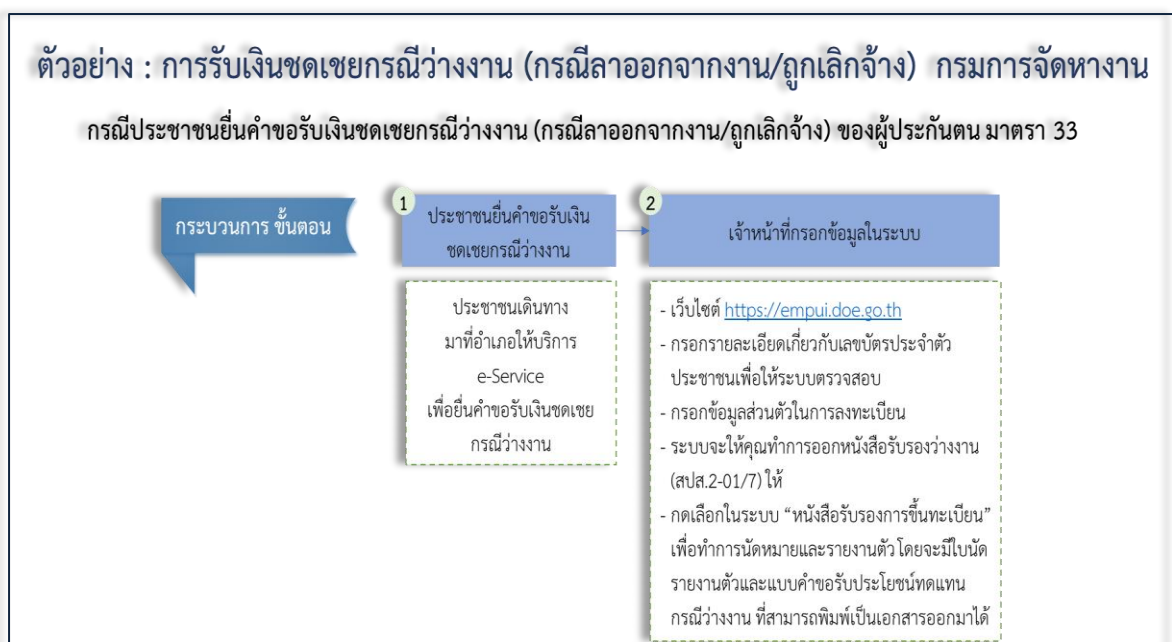 ตัวอย่าง : การรับเงินชดเชยกรณีว่างงาน (กรณีลาออกจากงาน/ถูกเลิกจ้าง) กรมการจัดหางาน
กรณีประชาชนยื่นคำขอรับเงินชดเชยกรณีว่างงาน (กรณีลาออกจากงาน/ถูกเลิกจ้าง) ของผู้ประกันตน มาตรา 33
กระบวนการ ขั้นตอน
1
ประชาชนยื่นคำขอรับเงิน
ชดเชยกรณีว่างงาน
ประชาชนเดินทาง
มาที่อำเภอให้บริการ
e-Service
เพื่อยื่นคำขอรับเงินชดเชย
กรณีว่างงาน
2
เจ้าหน้าที่กรอกข้อมูลในระบบ
- เว็บไซต์ https://empui.doe.go.th
- กรอกรายละเอียดเกี่ยวกับเลขบัตรประจำตัว
ประชาชนเพื่อให้ระบบตรวจสอบ
- กรอกข้อมูลส่วนตัวในการลงทะเบียน
- ระบบจะให้คุณทำการออกหนังสือรับรองว่างงาน
(สปส.2-01/7) ให้
- กดเลือกในระบบ “หนังสือรับรองการขึ้นทะเบียน”
เพื่อทำการนัดหมายและรายงานตัว โดยจะมีใบนัด
รายงานตัวและแบบคำขอรับประโยชน์ทดแทน
กรณีว่างงาน ที่สามารถพิมพ์เป็นเอกสารออกมาได้